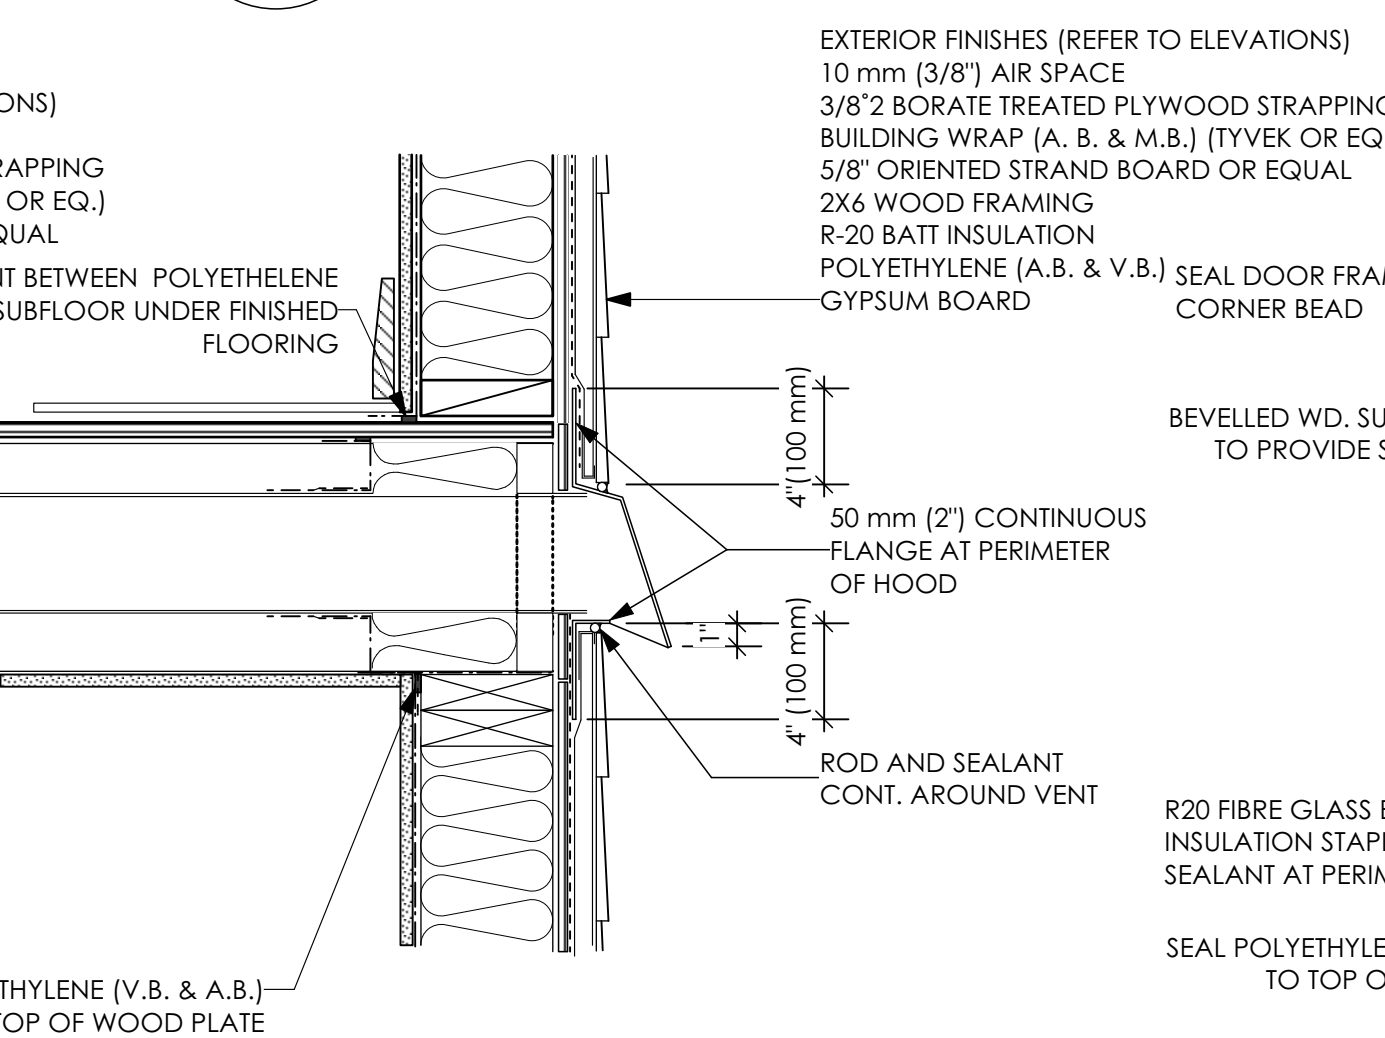 EXTERIOR FINISHES (REFER TO ELEVATIONS)
10 mm (3/8") AIR SPACE
3/8°2 BORATE TREATED PLYWOOD STRAPPING
BUILDING WRAP (A. B. & M.B.) (TYVEK OR EQ
5/8" ORIENTED STRAND BOARD OR EQUAL
2X6 WOOD FRAMING
R-20 BATT INSULATION
POLYETHYLENE (A.B. & V.B.)
GYPSUM BOARD
ONS)
RAPPING
OR EQ.)
QUAL
NT BETWEEN POLYETHELENE
SUBFLOOR UNDER FINISHED
FLOORING
SEAL DOOR FRAM
CORNER BEAD
4"(100 mm)
BEVELLED WD. SU
TO PROVIDE S
50 mm (2") CONTINUOUS
FLANGE AT PERIMETER
OF HOOD
1"
4" (100 mm)
ROD AND SEALANT
CONT. AROUND VENT
R20 FIBRE GLASS B
INSULATION STAP
SEALANT AT PERIM
SEAL POLYETHYLE
TO TOP O
THYLENE (V.B. & A.B.)
TOP OF WOOD PLATE